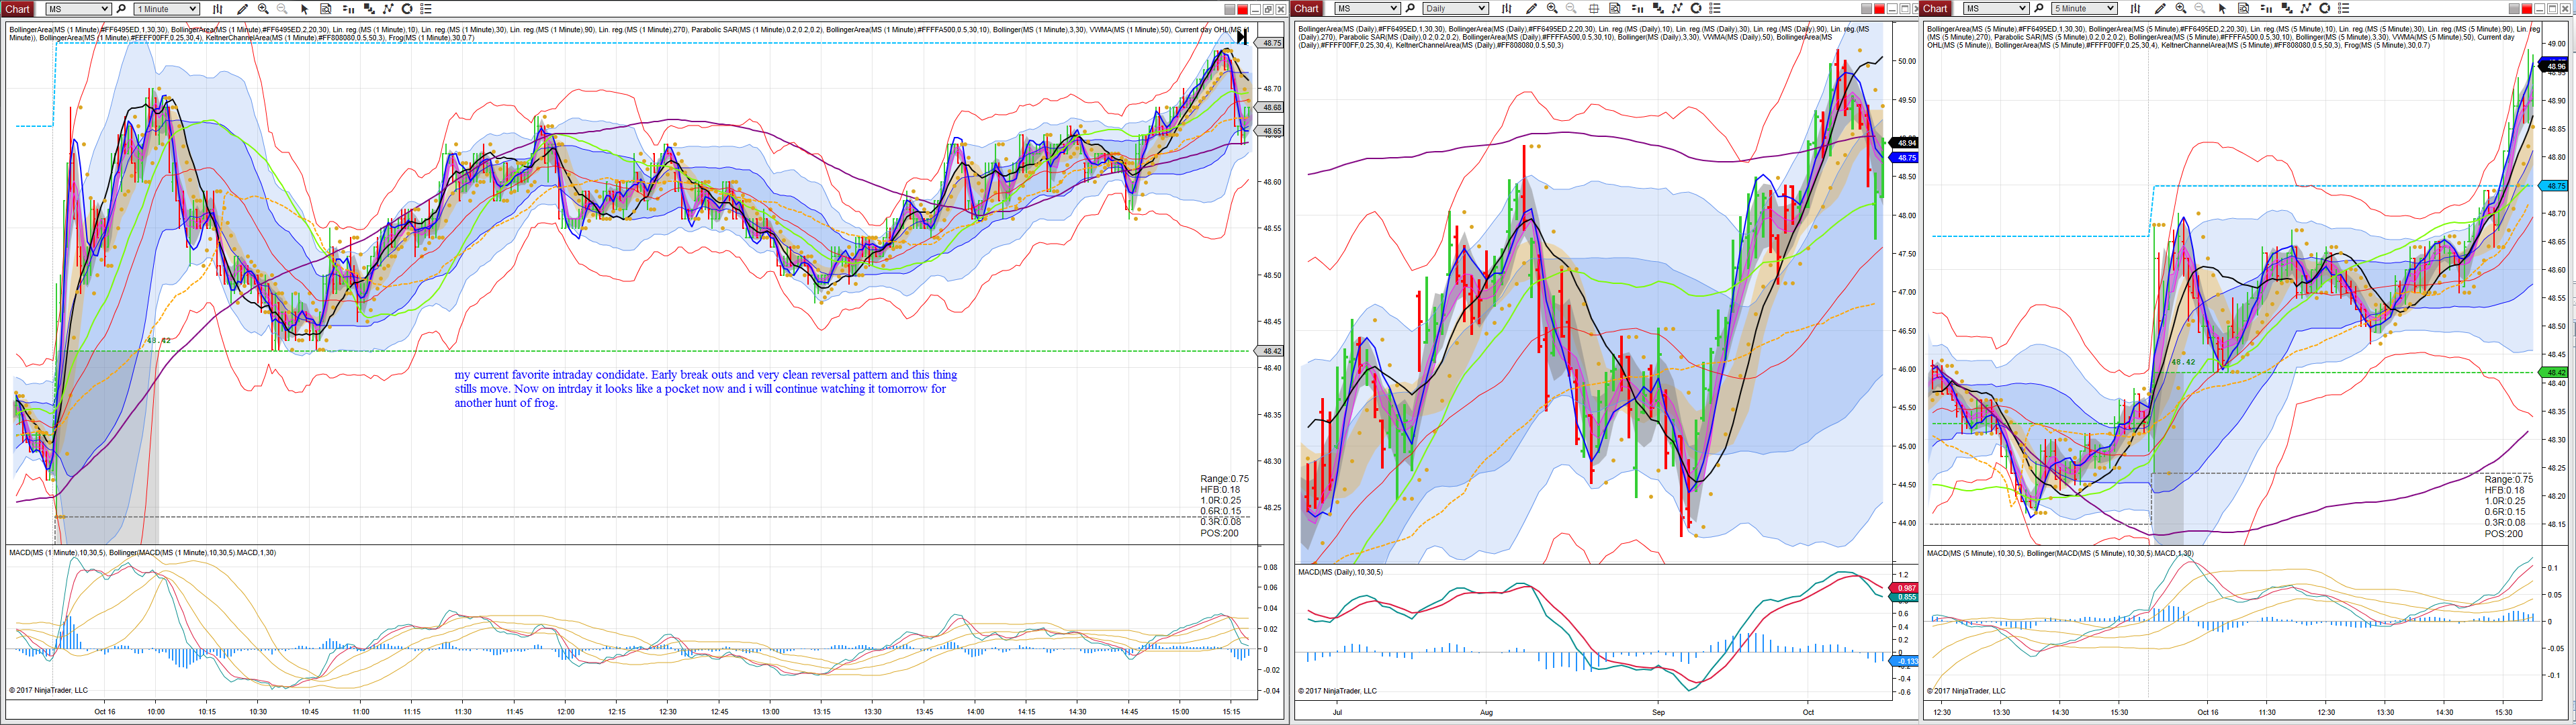 Chart
MS
1 Minute
BollingerArea(MS (1 Minute),#FF6495ED,1,30,30), BollingerArea(MS (1 Minute),#FF6495ED,2,20,30), Lin. reg.(MS (1 Minute),10), Lin. reg.(MS (1 Minute),30), Lin. reg.(MS (1 Minute),90), Lin. reg.(MS (1 Minute),270), Parabolic SAR(MS (1 Minute),0.2,0.2,0.2), BollingerArea(MS (1 Minute),#FFFFA500,0.5,30,10), Bollinger(MS (1 Minute),3,30), VWMA(MS (1 Minute),50), Current day OHL(MS
Minute)), BollingerArea(MS (1 Minute),#FFFF00FF,0.25,30,4), KeltnerChannelArea(MS (1 Minute),#FF808080,0.5,50,3), Frog(MS (1 Minute),30,0.7)
48.75
48.70
48.68
48.65
48.60
48.55
48.50
48.45
48.42
48.40
48.35
48.30
48.25
48.42
my current favorite intraday condidate. Early break outs and very clean reversal pattern and this thing
stills move. Now on intrday it looks like a pocket now and i will continue watching it tomorrow for
another hunt of frog.
Range:0.75
HFB:0.18
1.0R:0.25
0.6R:0.15
0.3R:0.08
POS:200
MACD(MS (1 Minute),10,30,5), Bollinger(MACD(MS (1 Minute),10,30,5).MACD,1,30)
0.08
0.06
0.04
0.02
0
-0.02
-0.04
© 2017 NinjaTrader, LLC
Oct 16 10:00 10:15 10:30 10:45 11:00 11:15 11:30 11:45 12:00 12:15 12:30 12:45 13:00 13:15 13:30 13:45 14:00 14:15 14:30 14:45 15:00 15:15
Chart
MS
Daily
BollingerArea(MS (Daily),#FF6495ED,1,30,30), BollingerArea(MS (Daily),#FF6495ED,2,20,30), Lin. reg.(MS (Daily),10), Lin. reg.(MS (Daily),30), Lin. reg.(MS (Daily),90), Lin. reg.(MS
(Daily),270), Parabolic SAR(MS (Daily),0.2,0.2,0.2), BollingerArea(MS (Daily),#FFFFA500,0.5,30,10), Bollinger(MS (Daily),3,30), VWMA(MS (Daily),50), BollingerArea(MS
(Daily),#FFFF00FF,0.25,30,4), KeltnerChannelArea(MS (Daily),#FF808080,0.5,50,3)
50.00
49.50
48.94
48.75
48.50
48.00
47.50
47.00
46.50
46.00
45.50
45.00
44.50
44.00
MACD(MS (Daily),10,30,5)
1.2
0.987
0.855
0.6
0.4
0.2
0
-0.133
-0.4
-0.6
© 2017 NinjaTrader, LLC
Jul Aug Sep Oct
Chart
MS
5 Minute
BollingerArea(MS (5 Minute),#FF6495ED,1,30,30), BollingerArea(MS (5 Minute),#FF6495ED,2,20,30), Lin. reg.(MS (5 Minute),10), Lin. reg.(MS (5 Minute),30), Lin. reg.(MS (5 Minute),90), Lin. reg
(MS (5 Minute),270), Parabolic SAR(MS (5 Minute),0.2,0.2,0.2), BollingerArea(MS (5 Minute),#FFFFA500,0.5,30,10), Bollinger(MS (5 Minute),3,30), VWMA(MS (5 Minute),50), Current day
OHL(MS (5 Minute)), BollingerArea(MS (5 Minute),#FFFF00FF,0.25,30,4), KeltnerChannelArea(MS (5 Minute),#FF808080,0.5,50,3), Frog(MS (5 Minute),30,0.7)
49.00
48.96
48.90
48.85
48.80
48.75
48.70
48.65
48.60
48.55
48.50
48.45
48.42
48.38
48.35
48.30
48.25
48.20
48.15
48.42
Range:0.75
HFB:0.18
1.0R:0.25
0.6R:0.15
0.3R:0.08
POS:200
MACD(MS (5 Minute),10,30,5), Bollinger(MACD(MS (5 Minute),10,30,5).MACD,1,30)
0.1
0.05
0
-0.05
-0.1
© 2017 NinjaTrader, LLC
12:30 13:30 14:30 15:30 Oct 16 11:30 12:30 13:30 14:30 15:30